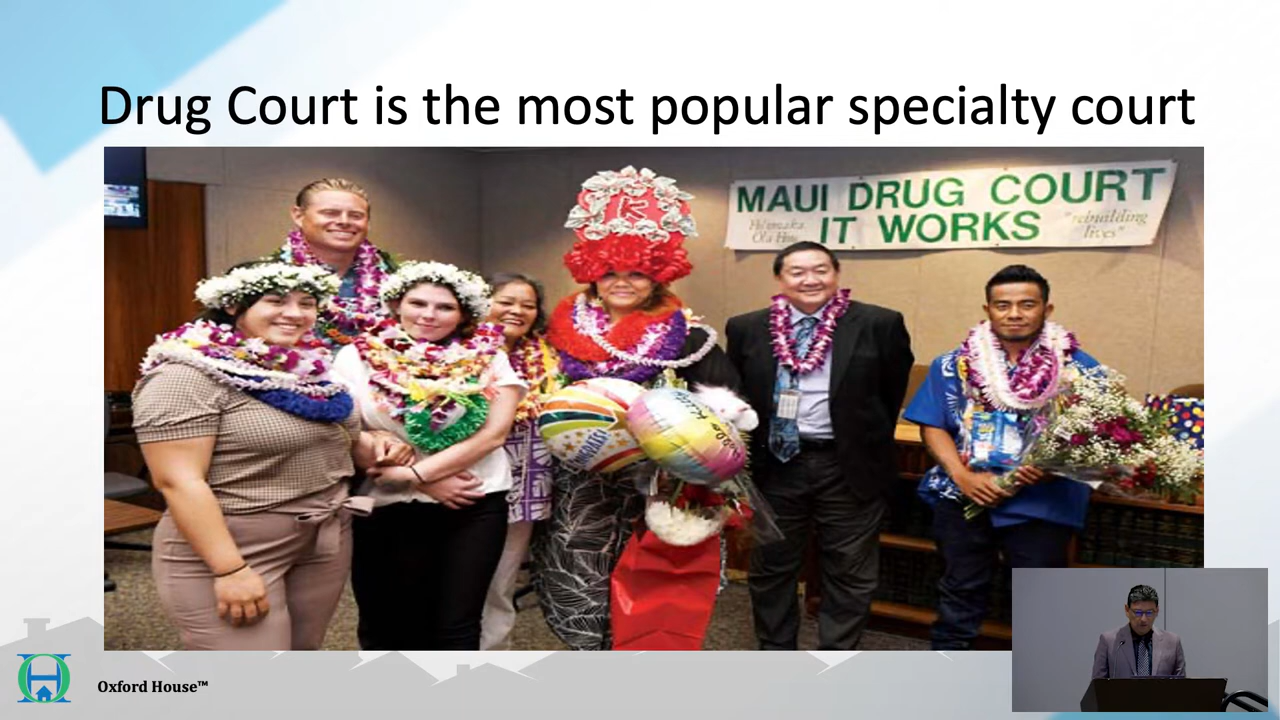 Drug Court is the most popular specialty court
MAUI DRUG COURT
IT WORKS
"rebuilding
lives"
Oxford House™